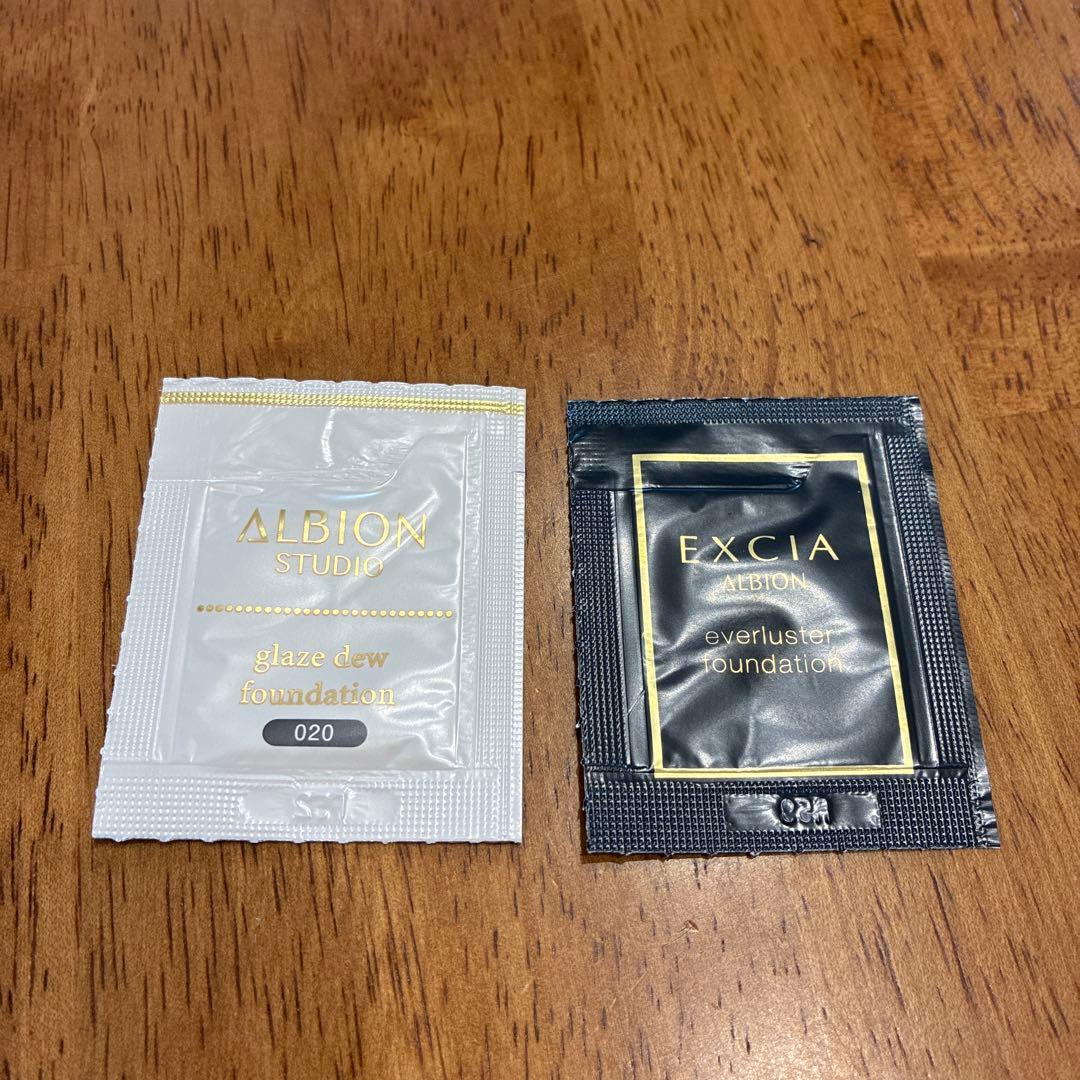 ALBION
STUDIO
glaze dew
foundation
020
EXCIA
ALBION
everluster
foundation